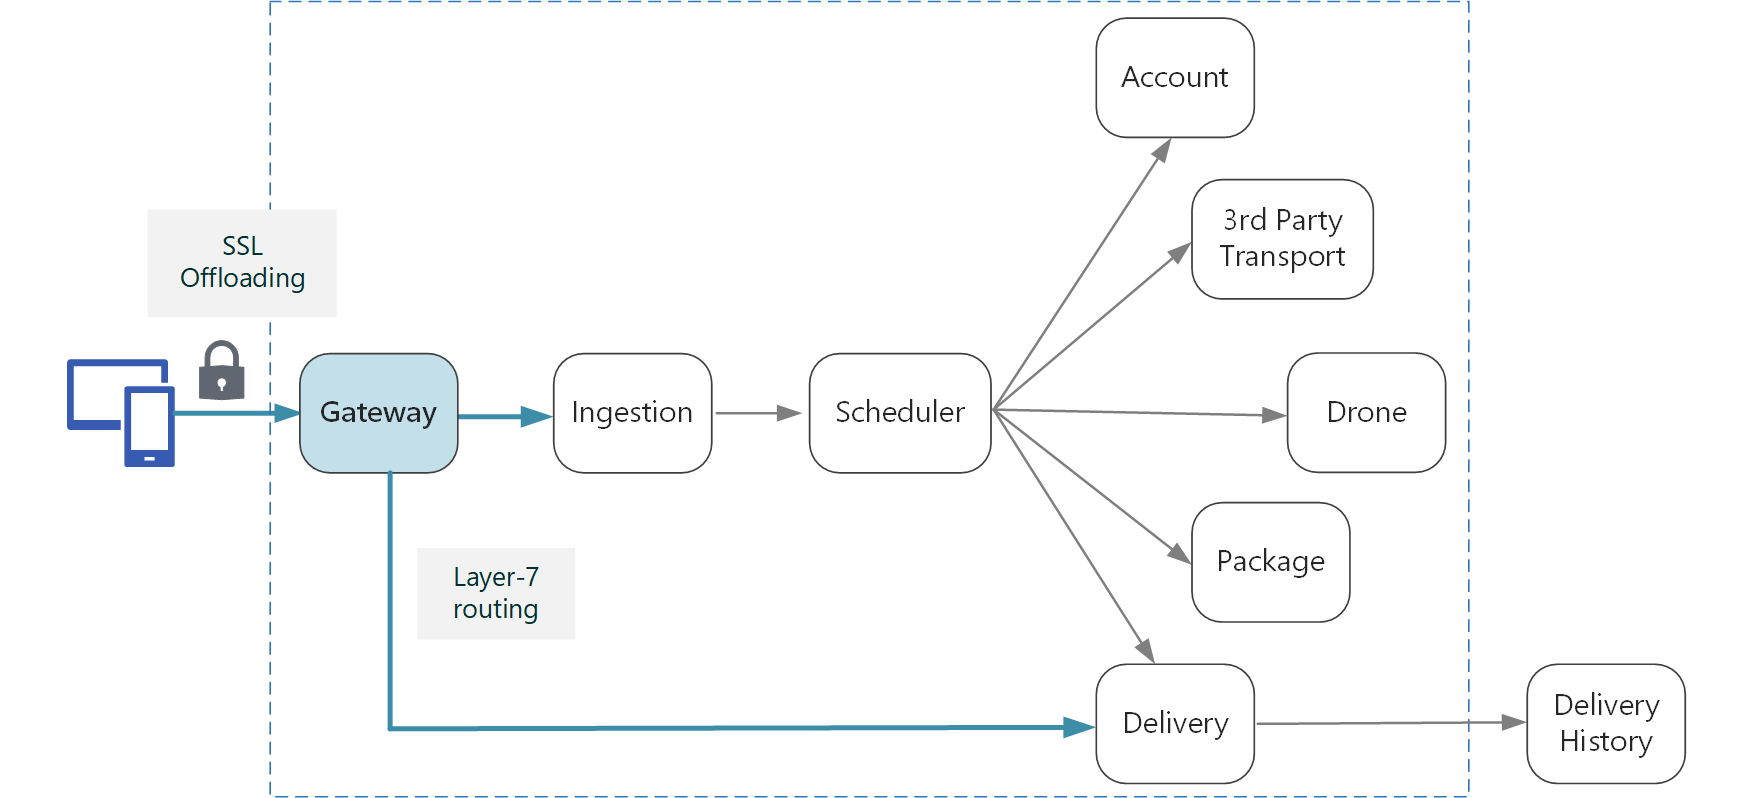 Account
3rd Party
Transport
SSL
Offloading
Gateway
Ingestion
Scheduler
Drone
Layer-7
routing
Package
Delivery
Delivery
History